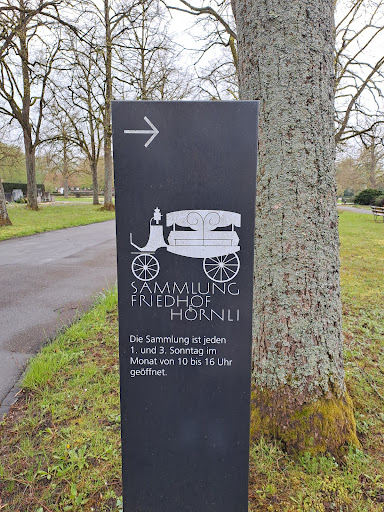 SAMMLUNG
FRIEDHOF
HÖRNLI
Die Sammlung ist jeden
1. und 3. Sonntag im
Monat von 10 bis 16 Uhr
geöffnet.